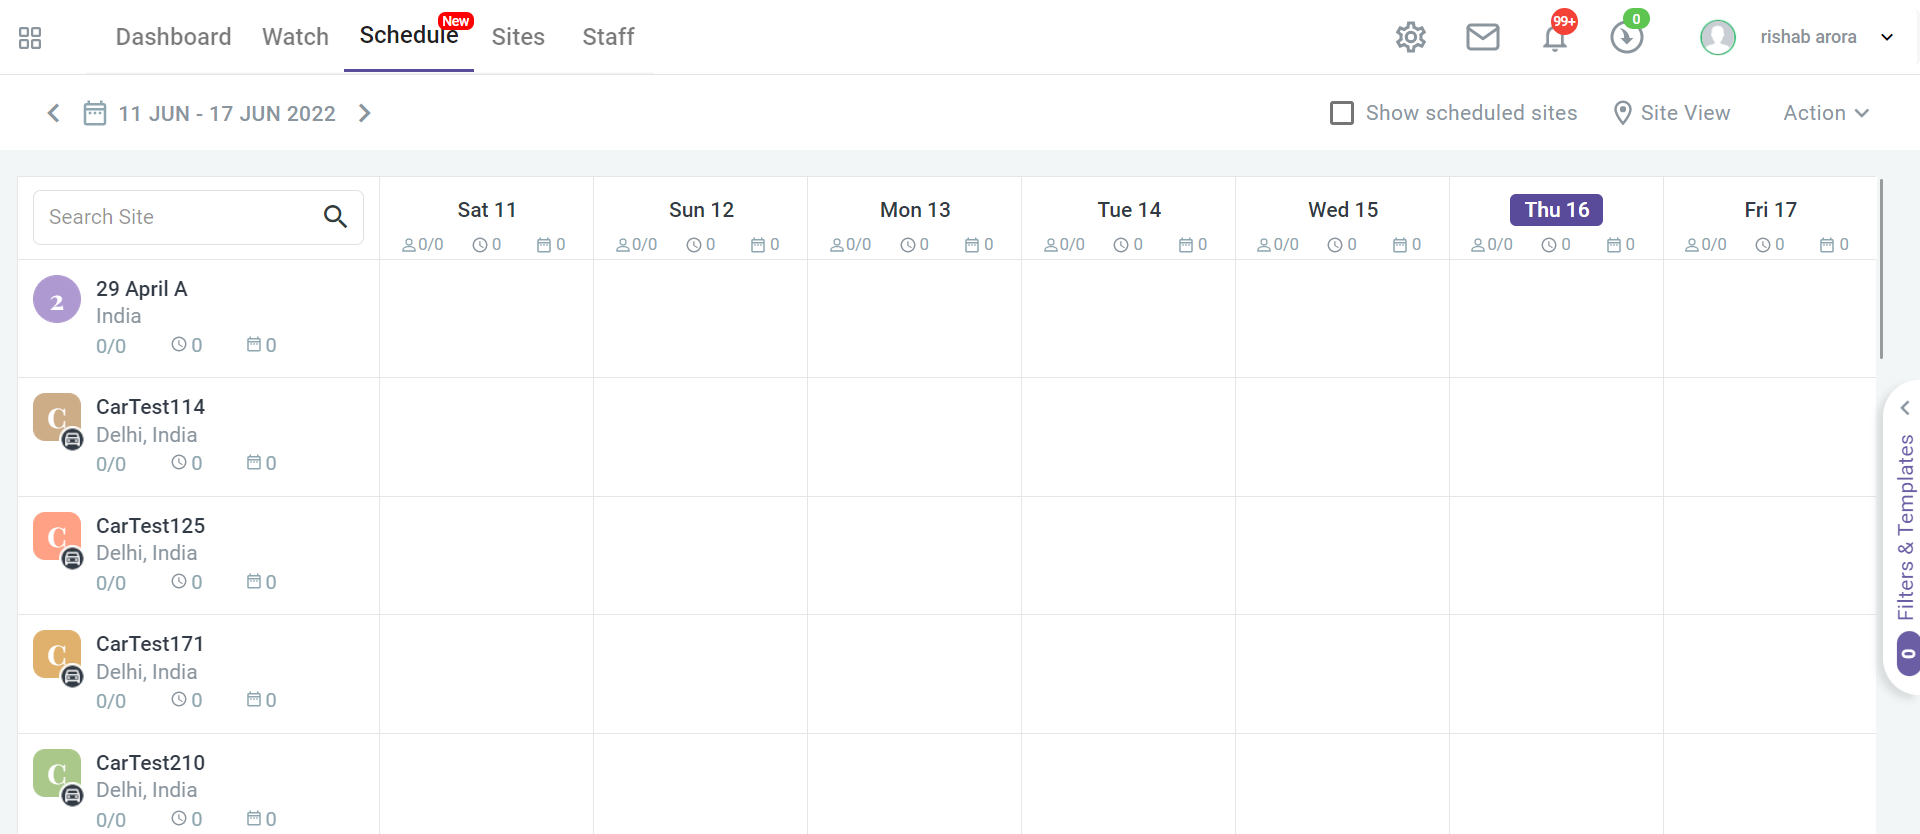 Dashboard Watch Schedule New Sites Staff 99+ 0 rishab arora
11 JUN - 17 JUN 2022 Show scheduled sites Site View Action
Search Site Sat 11 Sun 12 Mon 13 Tue 14 Wed 15 Thu 16 Fri 17
0/0 0 0 0/0 0 0 0/0 0 0 0/0 0 0 0/0 0 0 0/0 0 0 0/0 0 0
2 29 April A
India
0/0 0 0
C CarTest114
Delhi, India
0/0 0 0
C CarTest125
Delhi, India
0/0 0 0
C CarTest171
Delhi, India
0/0 0 0
C CarTest210
Delhi, India
0/0 0 0
0 Filters & Templates